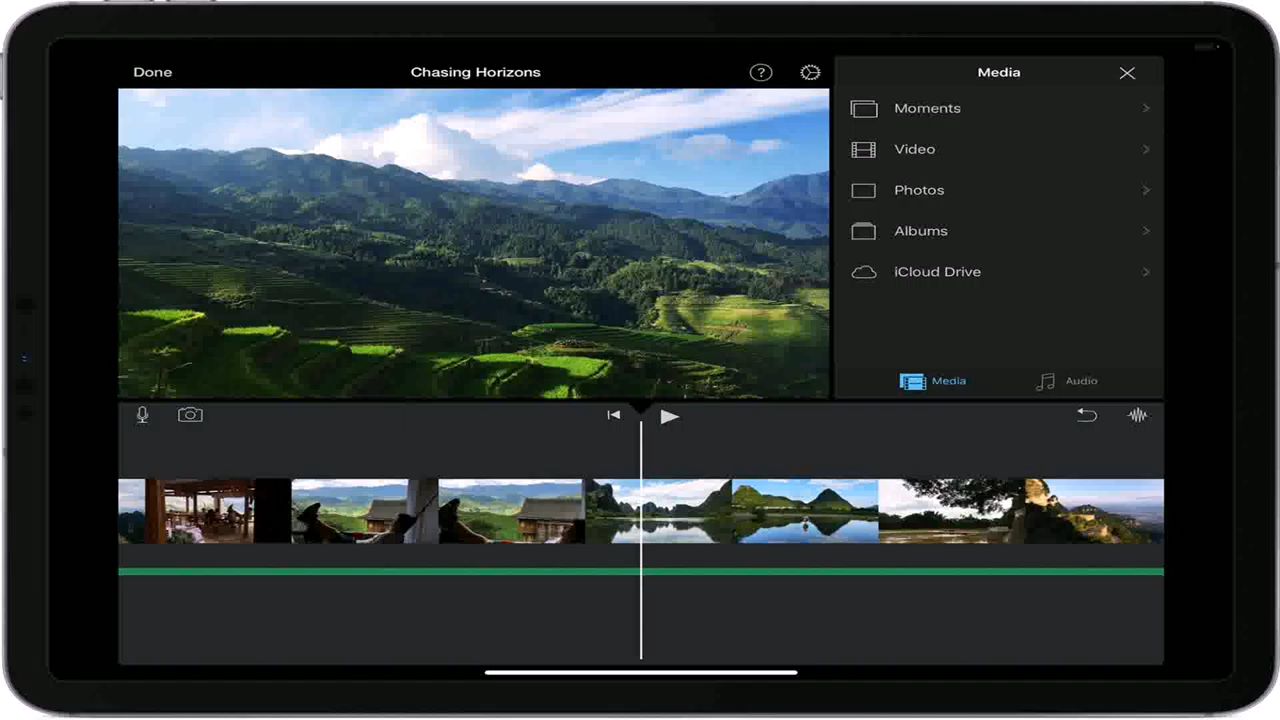 Done
Chasing Horizons
?
Media
Moments
Video
Photos
Albums
iCloud Drive
Media
Audio